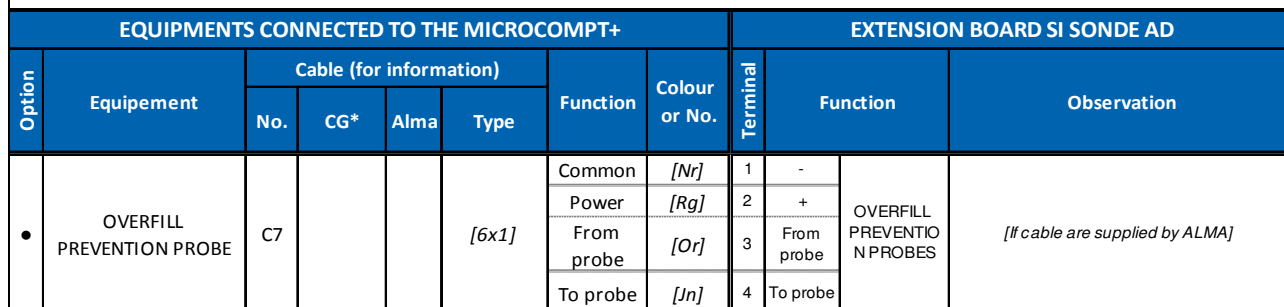 EQUIPMENTS CONNECTED TO THE MICROCOMPT+
EXTENSION BOARD SI SONDE AD
Option
Equipement
Cable (for information)
No.
CG*
Alma
Type
Function
Colour
or No.
Terminal
Function
Observation
●
OVERFILL
PREVENTION PROBE
C7
[6x1]
Common
[Nr]
1
-
Power
[Rg]
2
+
From
probe
[Or]
3
From
probe
To probe
[Jn]
4
To probe
OVERFILL
PREVENTIO
N PROBES
[If cable are supplied by ALMA]